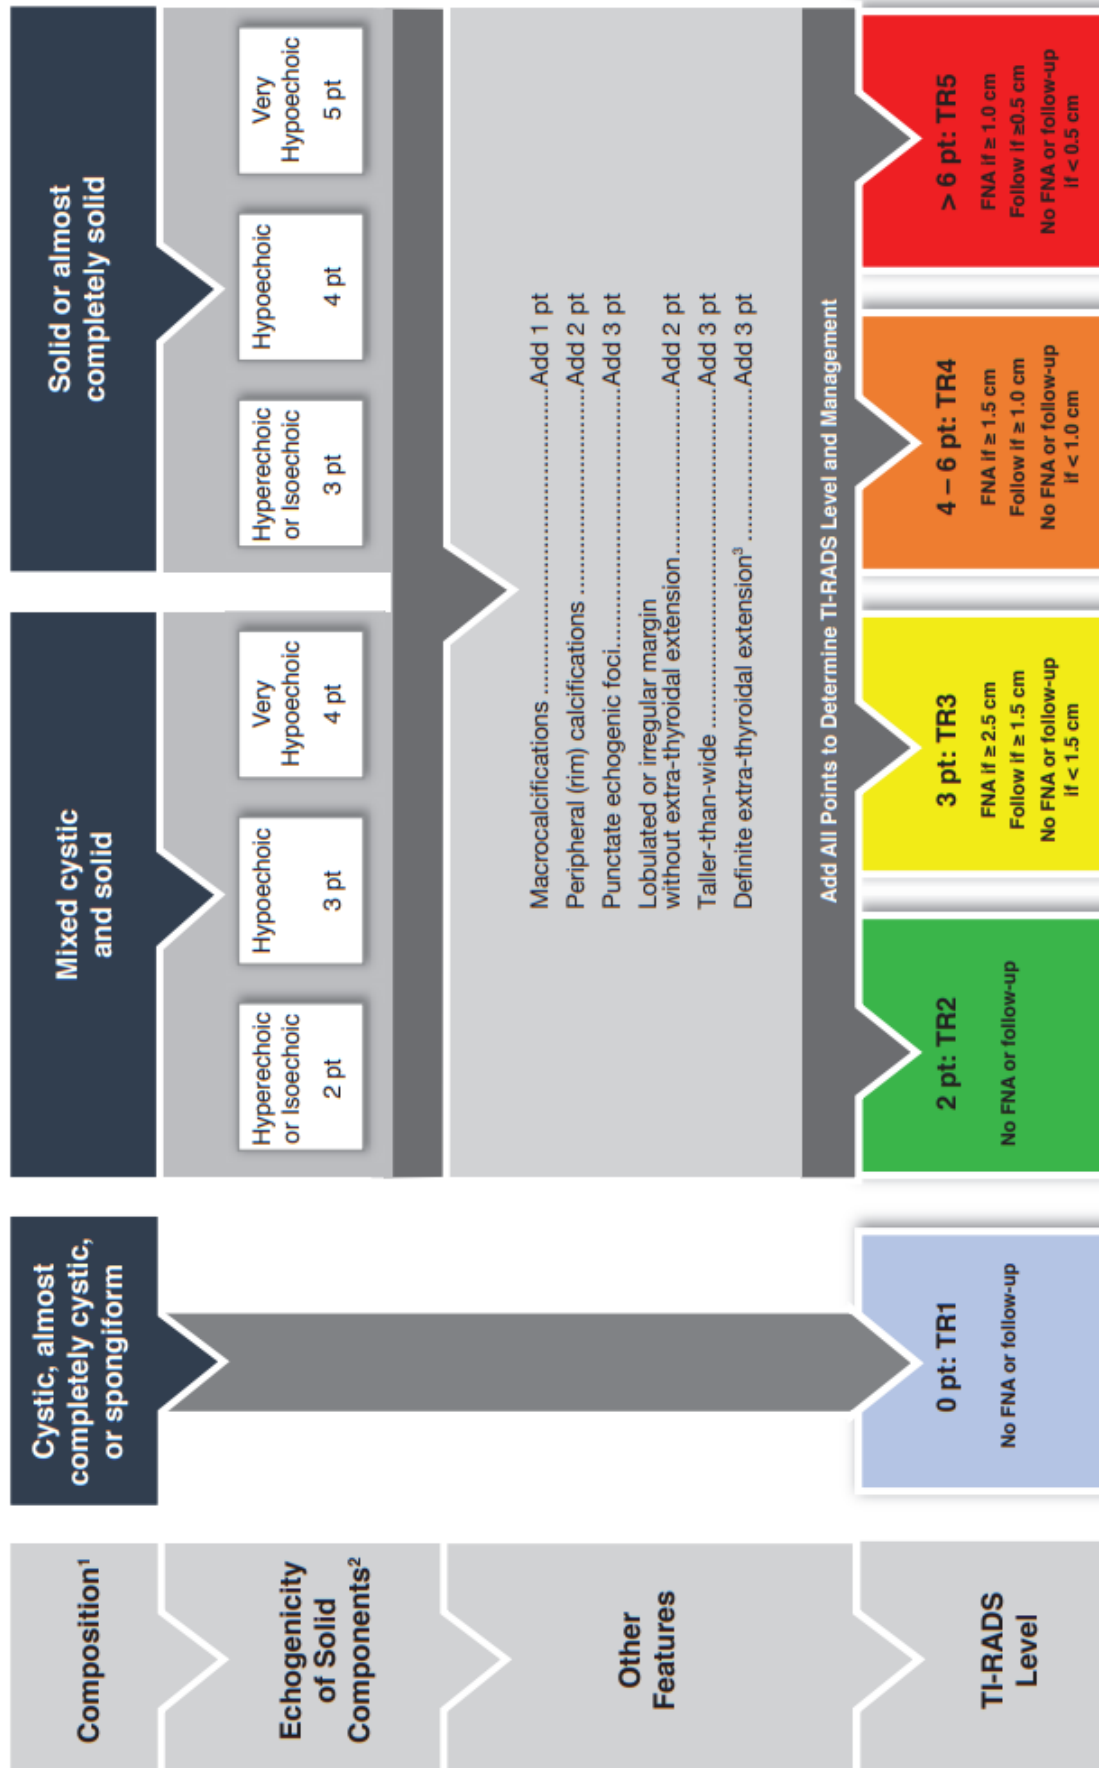 Composition¹
Cystic, almost
completely cystic,
or spongiform
Mixed cystic
and solid
Solid or almost
completely solid
Echogenicity
of Solid
Components²
Hyperechoic
or Isoechoic
2 pt
Hypoechoic
3 pt
Very
Hypoechoic
4 pt
Hyperechoic
or Isoechoic
3 pt
Hypoechoic
4 pt
Very
Hypoechoic
5 pt
Other
Features
Macrocalcifications ..........................................Add 1 pt
Peripheral (rim) calcifications ..........................Add 2 pt
Punctate echogenic foci...................................Add 3 pt
Lobulated or irregular margin
without extra-thyroidal extension......................Add 2 pt
Taller-than-wide ................................................Add 3 pt
Definite extra-thyroidal extension³ ....................Add 3 pt
Add All Points to Determine TI-RADS Level and Management
TI-RADS
Level
0 pt: TR1
No FNA or follow-up
2 pt: TR2
No FNA or follow-up
3 pt: TR3
FNA if ≥ 2.5 cm
Follow if ≥ 1.5 cm
No FNA or follow-up
if < 1.5 cm
4 – 6 pt: TR4
FNA if ≥ 1.5 cm
Follow if ≥ 1.0 cm
No FNA or follow-up
if < 1.0 cm
> 6 pt: TR5
FNA if ≥ 1.0 cm
Follow if ≥0.5 cm
No FNA or follow-up
if < 0.5 cm